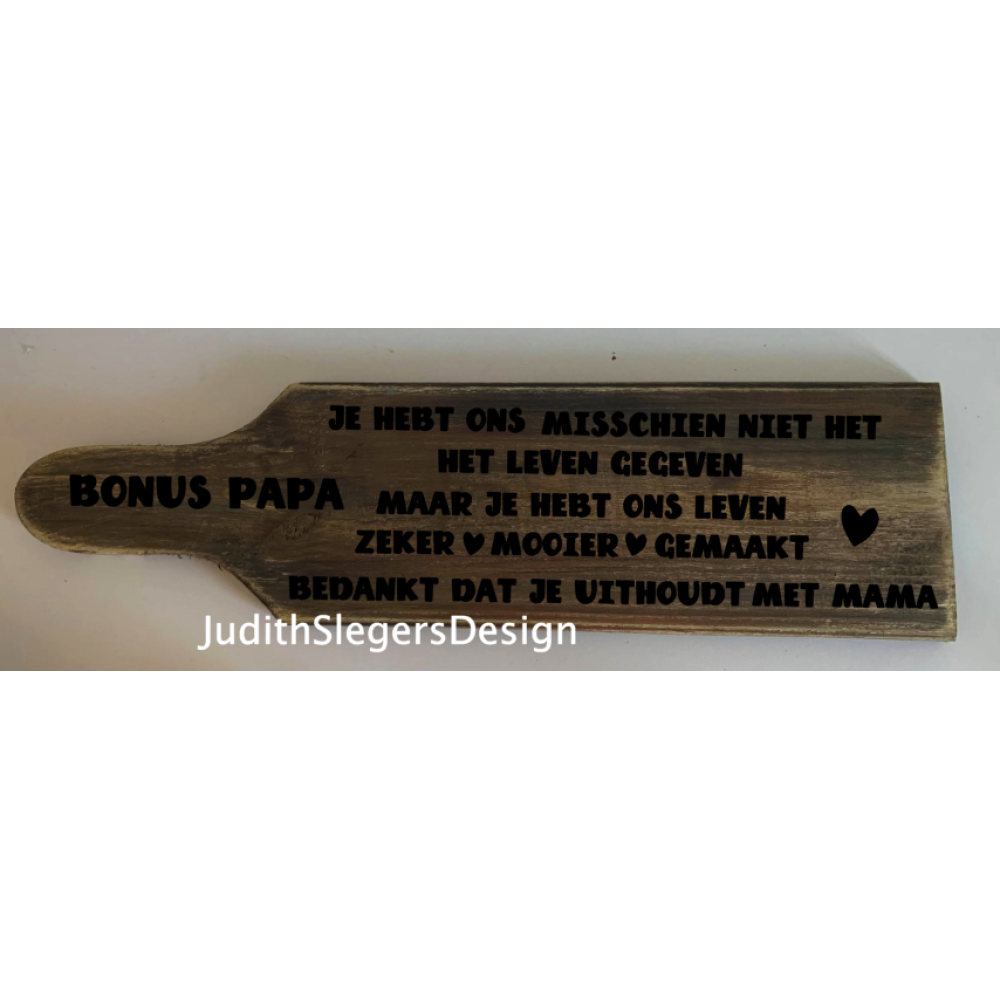 BONUS PAPA
JE HEBT ONS MISSCHIEN NIET HET
HET LEVEN GEGEVEN
MAAR JE HEBT ONS LEVEN
ZEKER ♥ MOOIER ♥ GEMAAKT
BEDANKT DAT JE UITHOUDT MET MAMA
JudithSlegersDesign